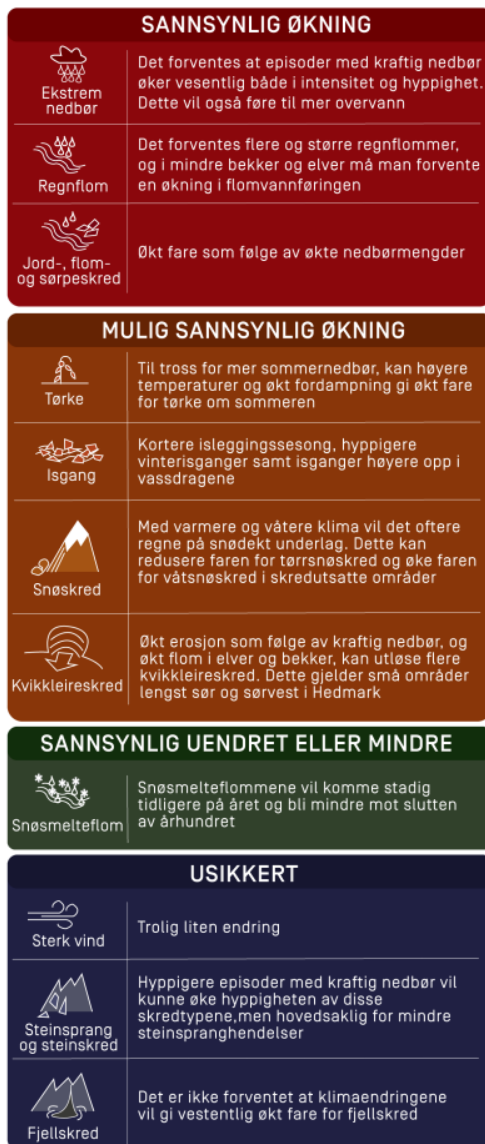 SANNSYNLIG ØKNING
Ekstrem
nedbør
Det forventes at episoder med kraftig nedbør
øker vesentlig både i intensitet og hyppighet.
Dette vil også føre til mer overvann
Regnflom
Det forventes flere og større regnflommer,
og i mindre bekker og elver må man forvente
en økning i flomvannføringen
Jord-, flom-
og sørpeskred
Økt fare som følge av økte nedbørmengder
MULIG SANNSYNLIG ØKNING
Tørke
Til tross for mer sommernedbør, kan høyere
temperaturer og økt fordampning gi økt fare
for tørke om sommeren
Isgang
Kortere isleggingssesong, hyppigere
vinterisganger samt isganger høyere opp i
vassdragene
Snøskred
Med varmere og våtere klima vil det oftere
regne på snødekt underlag. Dette kan
redusere faren for tørrsnøskred og øke faren
for våtsnøskred i skredutsatte områder
Kvikkleireskred
Økt erosjon som følge av kraftig nedbør, og
økt flom i elver og bekker, kan utløse flere
kvikkleireskred. Dette gjelder små områder
lengst sør og sørvest i Hedmark
SANNSYNLIG UENDRET ELLER MINDRE
Snøsmelteflom
Snøsmelteflommene vil komme stadig
tidligere på året og bli mindre mot slutten
av århundret
USIKKERT
Sterk vind
Trolig liten endring
Steinsprang
og steinskred
Hyppigere episoder med kraftig nedbør vil
kunne øke hyppigheten av disse
skredtypene,men hovedsaklig for mindre
steinspranghendelser
Fjellskred
Det er ikke forventet at klimaendringene
vil gi vestentlig økt fare for fjellskred